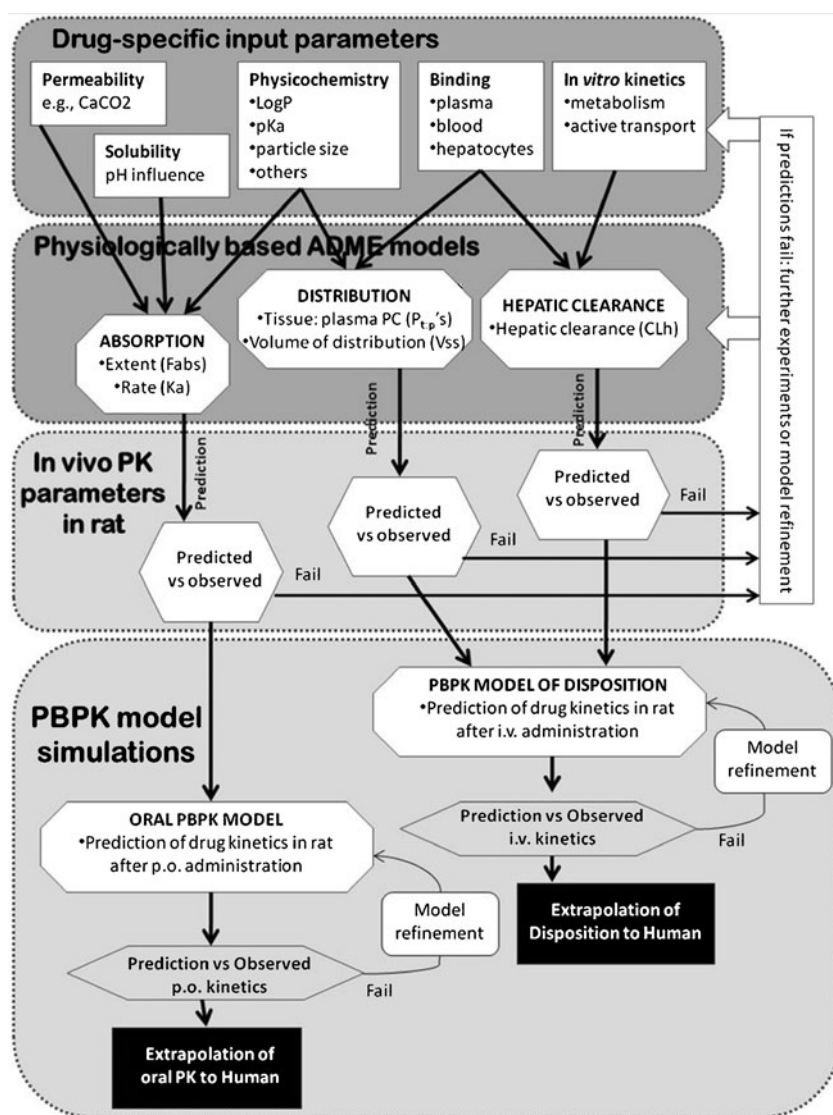 Drug-specific input parameters
Permeability
e.g., CaCO2
Solubility
pH influence
Physicochemistry
•LogP
•pKa
•particle size
•others
Binding
•plasma
•blood
•hepatocytes
In vitro kinetics
•metabolism
•active transport
If predictions fail: further experiments or model refinement
Physiologically based ADME models
ABSORPTION
•Extent (Fabs)
•Rate (Ka)
DISTRIBUTION
•Tissue: plasma PC (Pt:p's)
•Volume of distribution (Vss)
HEPATIC CLEARANCE
•Hepatic clearance (CLh)
Prediction
Prediction
Prediction
In vivo PK
parameters
in rat
Predicted
vs observed
Fail
Predicted
vs observed
Fail
Predicted
vs observed
Fail
PBPK model
simulations
PBPK MODEL OF DISPOSITION
•Prediction of drug kinetics in rat
after i.v. administration
Model
refinement
Prediction vs Observed
i.v. kinetics
Fail
Extrapolation of
Disposition to Human
ORAL PBPK MODEL
•Prediction of drug kinetics in rat
after p.o. administration
Model
refinement
Prediction vs Observed
p.o. kinetics
Fail
Extrapolation of
oral PK to Human